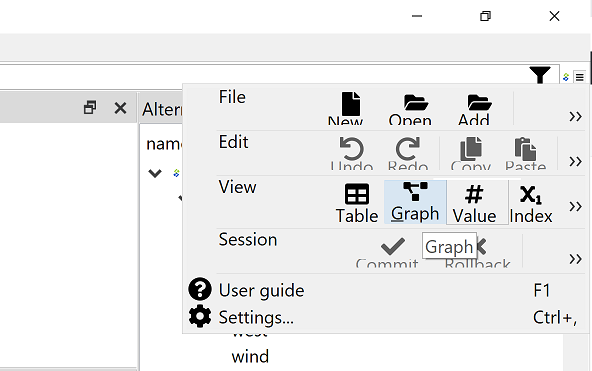 File
New
Open
Add
Alter
Edit
Undo
Redo
Copy
Paste
name
View
Table
Graph
Value
Index
Session
Commit
Rollback
Graph
User guide F1
Settings... Ctrl+,
west
wind